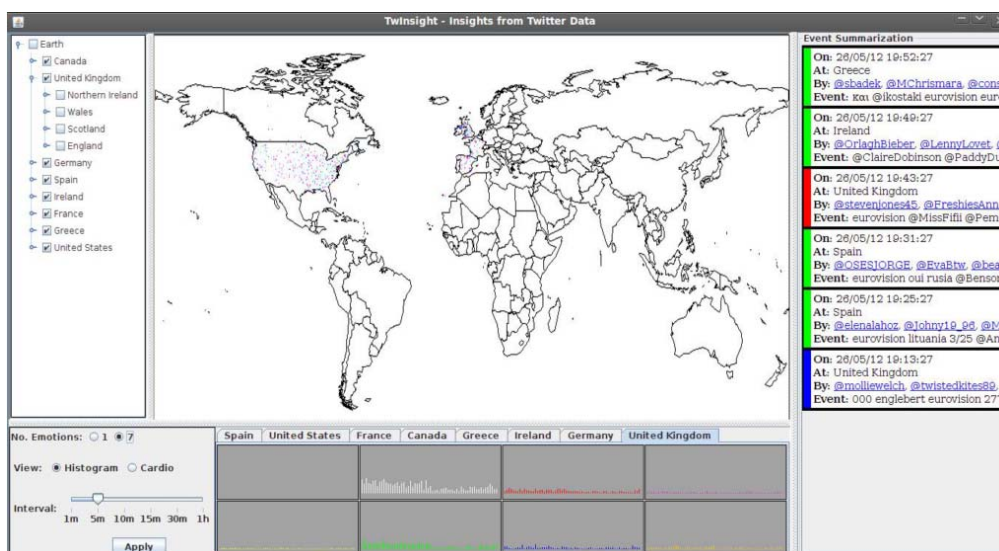 TwInsight - Insights from Twitter Data
Earth
Canada
United Kingdom
Northern Ireland
Wales
Scotland
England
Germany
Spain
Ireland
France
Greece
United States
Event Summarization
On: 26/05/12 19:52:27
At: Greece
By: @sbadek, @MChrismara, @cons
Event: και @ikostaki eurovision euro
On: 26/05/12 19:49:27
At: Ireland
By: @OrlaghBieber, @LennyLovet,
Event: @ClaireDobinson @PaddyDu
On: 26/05/12 19:43:27
At: United Kingdom
By: @stevenjones45, @FreshiesAnn
Event: eurovision @MissFifii @Pem
On: 26/05/12 19:31:27
At: Spain
By: @OSESJORGE, @EvaBtw, @bea
Event: eurovision oui rusia @Benson
On: 26/05/12 19:25:27
At: Spain
By: @elenalahoz, @Johny19_96, @M
Event: eurovision lituania 3/25 @An
On: 26/05/12 19:13:27
At: United Kingdom
By: @molliewelch, @twistedkites89,
Event: 000 englebert eurovision 27
No. Emotions: 1 7
View: Histogram Cardio
Interval:
1m 5m 10m 15m 30m 1h
Apply
Spain United States France Canada Greece Ireland Germany United Kingdom